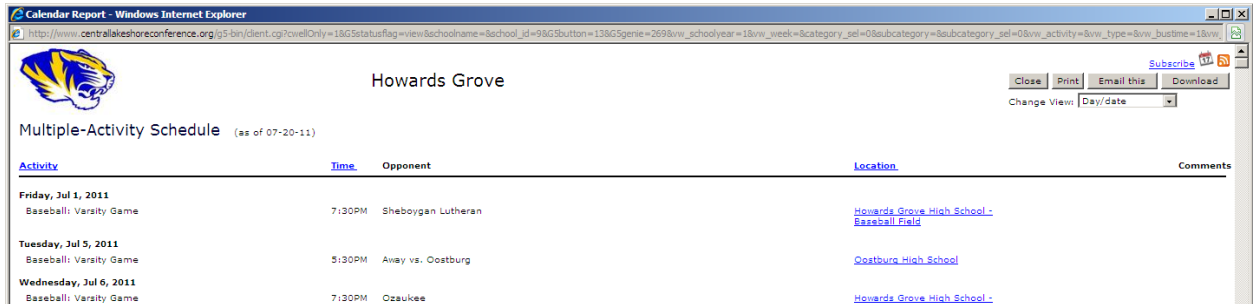 Calendar Report - Windows Internet Explorer
http://www.centrallakeshoreconference.org/g5-bin/client.cgi?cwellOnly=1&G5statusflag=view&schoolname=&school_id=9&G5button=13&G5genie=269&vw_schoolyear=1&vw_week=&category_sel=0&subcategory=&subcategory_sel=0&vw_activity=&vw_type=&vw_bustime=1&vw_
Subscribe
Howards Grove
Close Print Email this Download
Change View: Day/date
Multiple-Activity Schedule (as of 07-20-11)
Activity Time Opponent Location Comments
Friday, Jul 1, 2011
Baseball: Varsity Game 7:30PM Sheboygan Lutheran Howards Grove High School -
Baseball Field
Tuesday, Jul 5, 2011
Baseball: Varsity Game 5:30PM Away vs. Oostburg Oostburg High School
Wednesday, Jul 6, 2011
Baseball: Varsity Game 7:30PM Ozaukee Howards Grove High School -